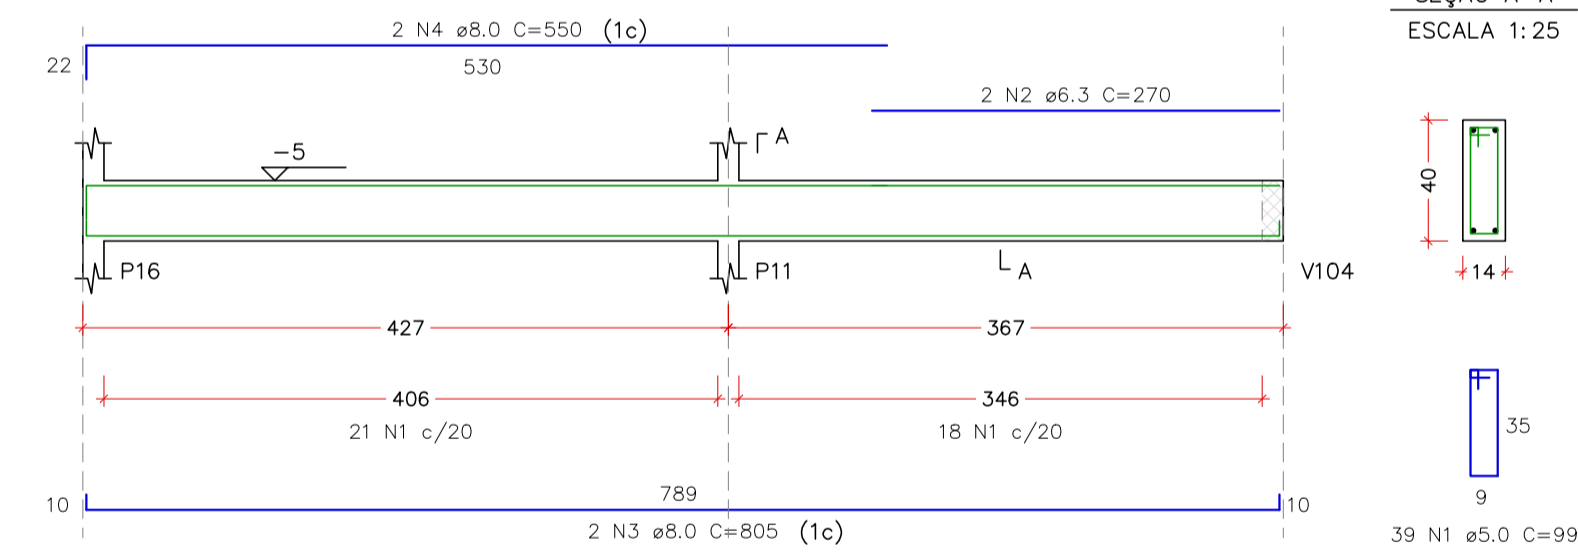 2 N4 ø8.0 C=550 (1c)
22
530
2 N2 ø6.3 C=270
A
-5
P16
P11
A
V104
427
367
406
346
21 N1 c/20
18 N1 c/20
10
789
10
2 N3 ø8.0 C=805 (1c)
SEÇÃO A-A
ESCALA 1:25
40
14
35
9
39 N1 ø5.0 C=99